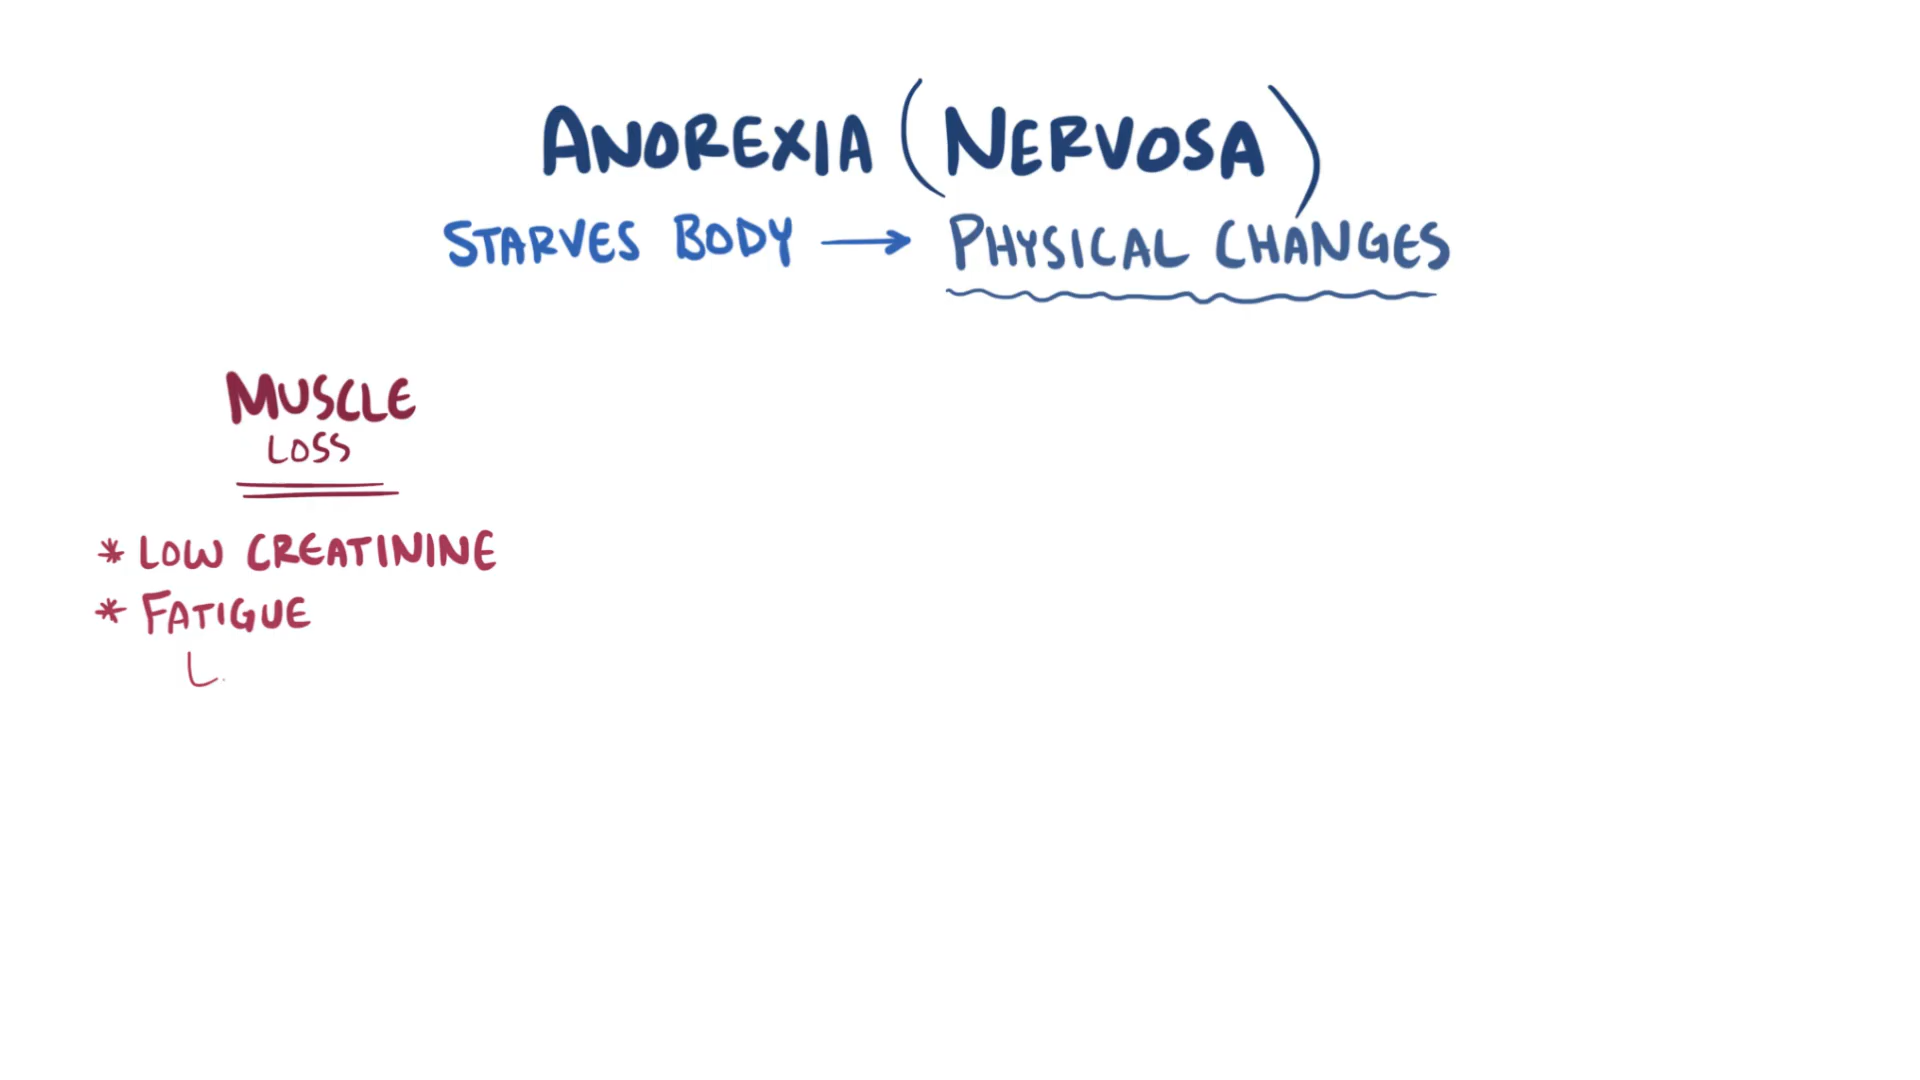 ANOREXIA (NERVOSA)
STARVES BODY → PHYSICAL CHANGES
MUSCLE
LOSS
* LOW CREATININE
* FATIGUE
L